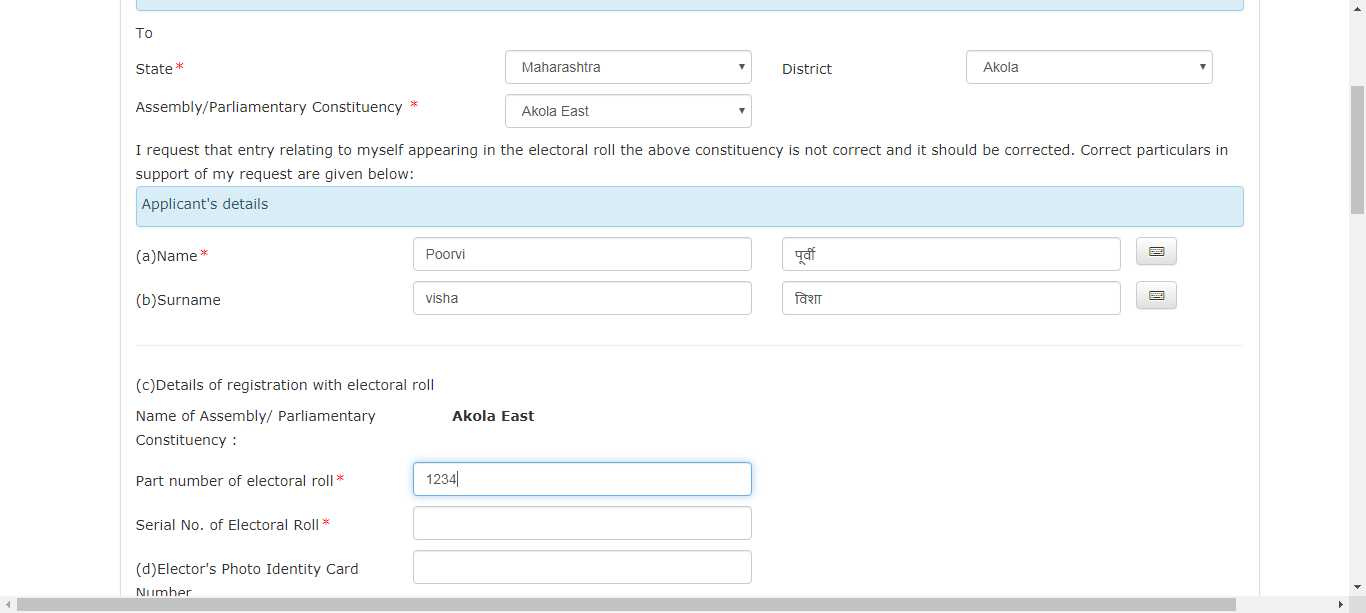 To
State* Maharashtra District Akola
Assembly/Parliamentary Constituency * Akola East
I request that entry relating to myself appearing in the electoral roll the above constituency is not correct and it should be corrected. Correct particulars in
support of my request are given below:
Applicant's details
(a)Name* Poorvi पूर्वी
(b)Surname visha विशा
(c)Details of registration with electoral roll
Name of Assembly/ Parliamentary Akola East
Constituency :
Part number of electoral roll* 1234
Serial No. of Electoral Roll*
(d)Elector's Photo Identity Card
Number